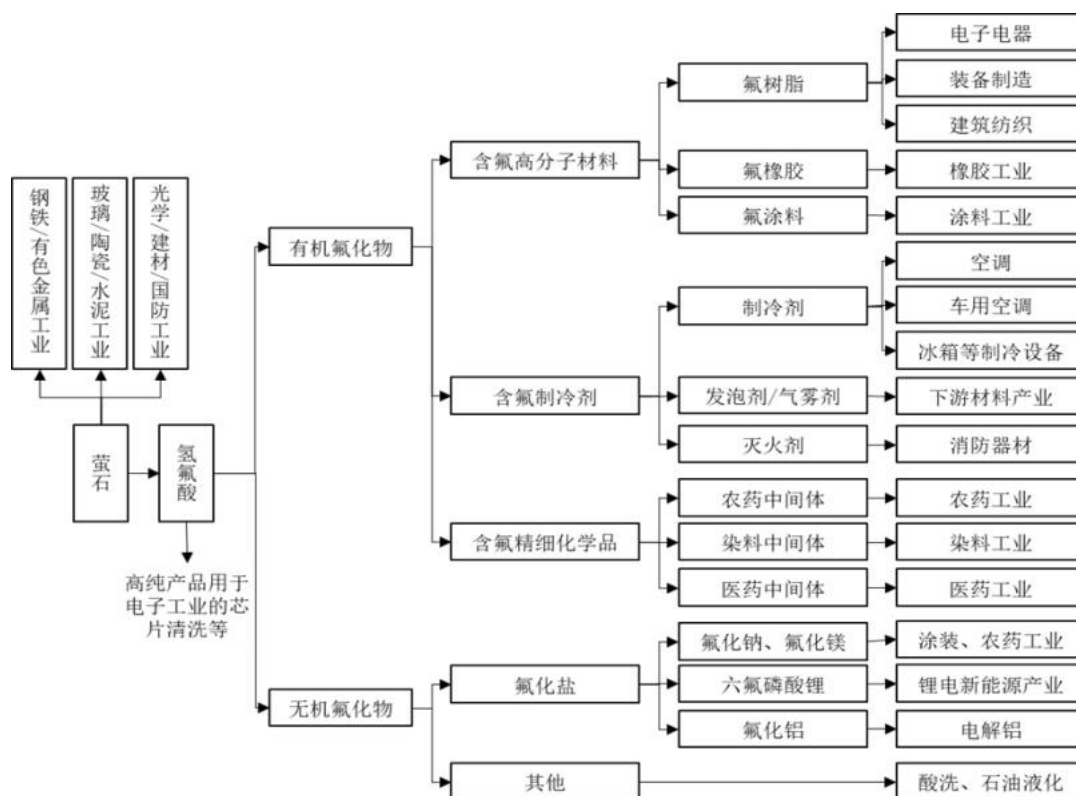 电子电器
氟树脂
装备制造
建筑纺织
含氟高分子材料
氟橡胶
橡胶工业
氟涂料
涂料工业
钢铁/有色金属工业
玻璃/陶瓷/水泥工业
光学/建材/国防工业
有机氟化物
空调
制冷剂
车用空调
冰箱等制冷设备
含氟制冷剂
发泡剂/气雾剂
下游材料产业
灭火剂
消防器材
萤石
氢氟酸
农药中间体
农药工业
含氟精细化学品
染料中间体
染料工业
医药中间体
医药工业
高纯产品用于
电子工业的芯
片清洗等
氟化钠、氟化镁
涂装、农药工业
氟化盐
六氟磷酸锂
锂电新能源产业
无机氟化物
氟化铝
电解铝
其他
酸洗、石油液化